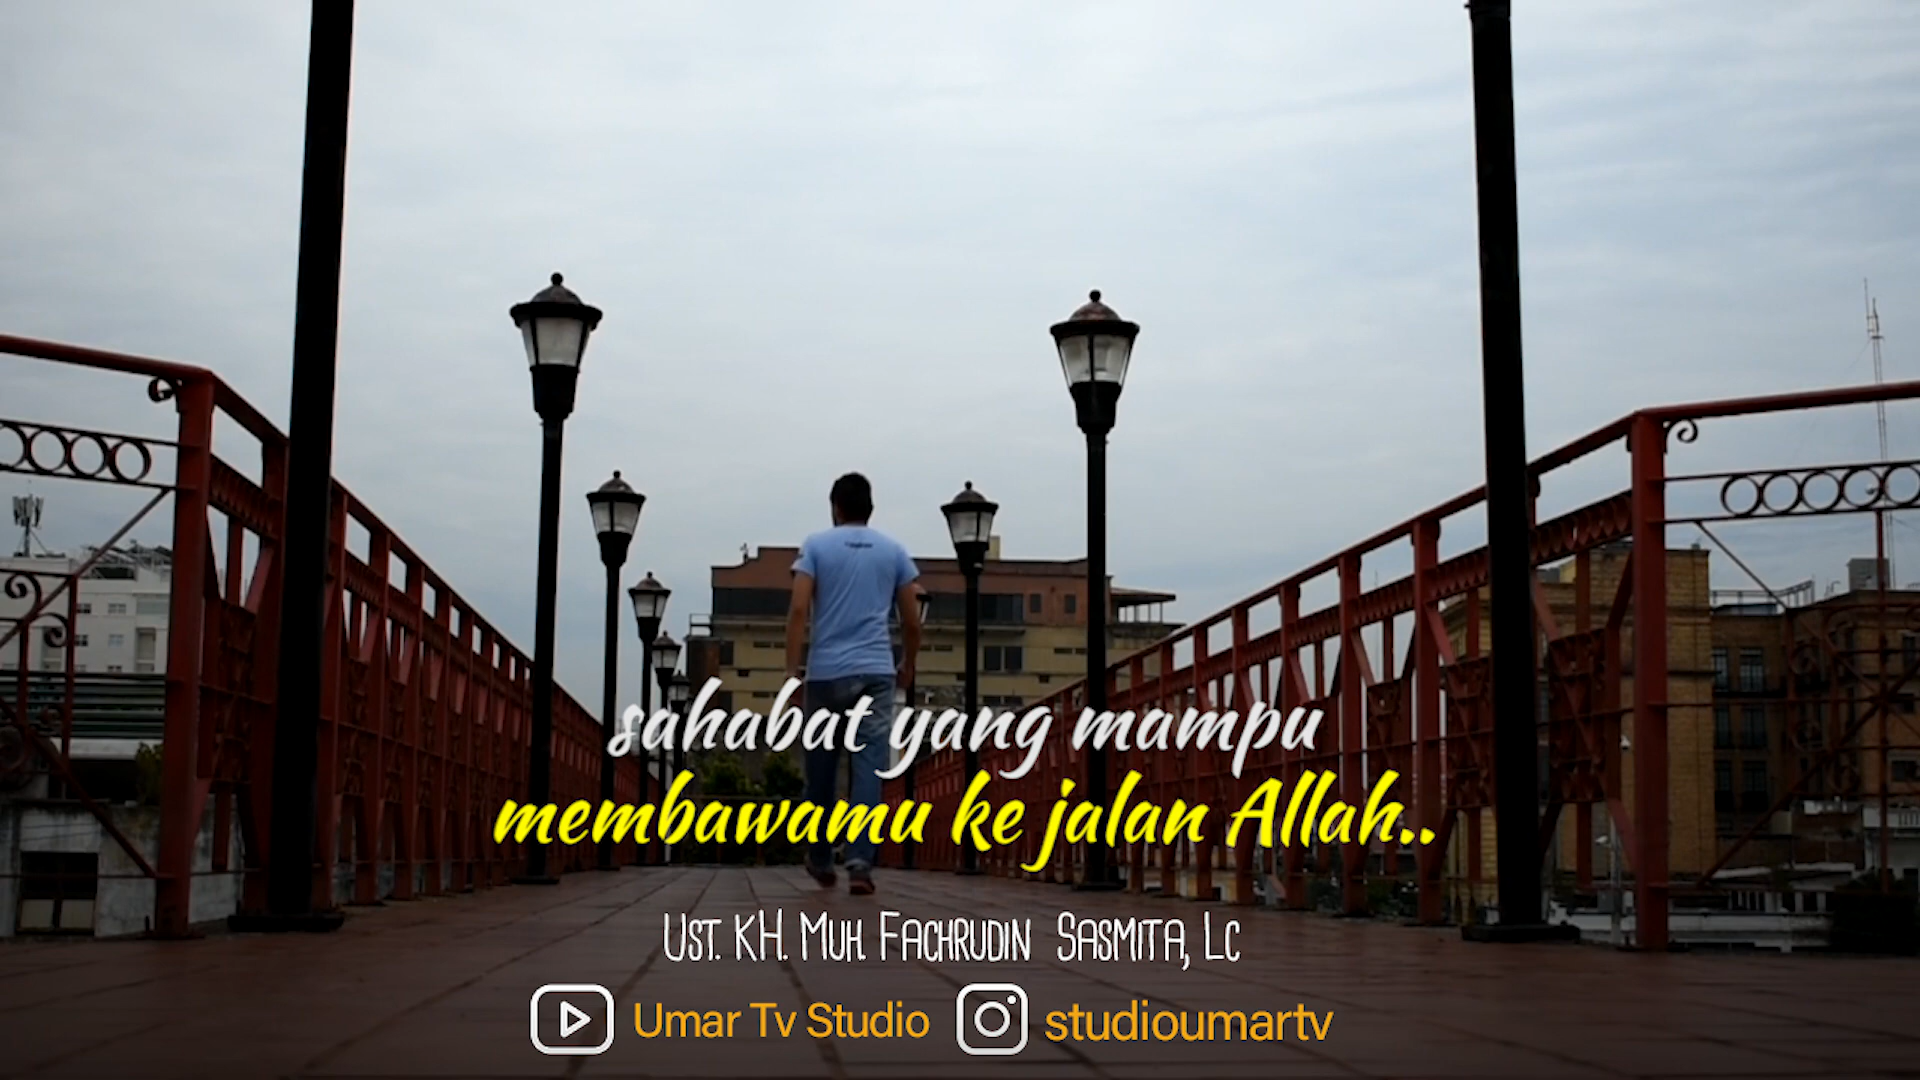 sahabat yang mampu
membawamu ke jalan Allah..
Ust. KH. Muh. Fachrudin Sasmita, Lc
Umar Tv Studio studioumartv